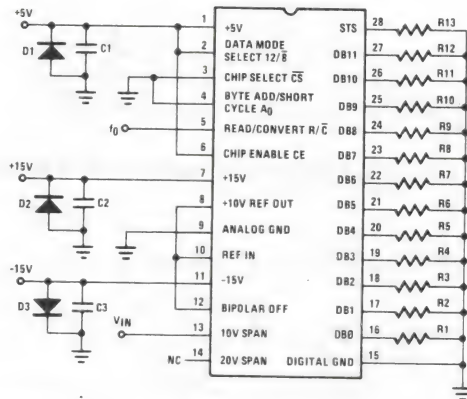 +5V
D1
C1
+15V
D2
C2
-15V
D3
C3
f0
VIN
NC
1 +5V
2 DATA MODE
SELECT 12/8̅
3 CHIP SELECT C̅S̅
4 BYTE ADD/SHORT
CYCLE A0
5 READ/CONVERT R/C̅
6 CHIP ENABLE CE
7 +15V
8 +10V REF OUT
9 ANALOG GND
10 REF IN
11 -15V
12 BIPOLAR OFF
13 10V SPAN
14 20V SPAN
STS 28 R13
DB11 27 R12
DB10 26 R11
DB9 25 R10
DB8 24 R9
DB7 23 R8
DB6 22 R7
DB5 21 R6
DB4 20 R5
DB3 19 R4
DB2 18 R3
DB1 17 R2
DB0 16 R1
DIGITAL GND 15